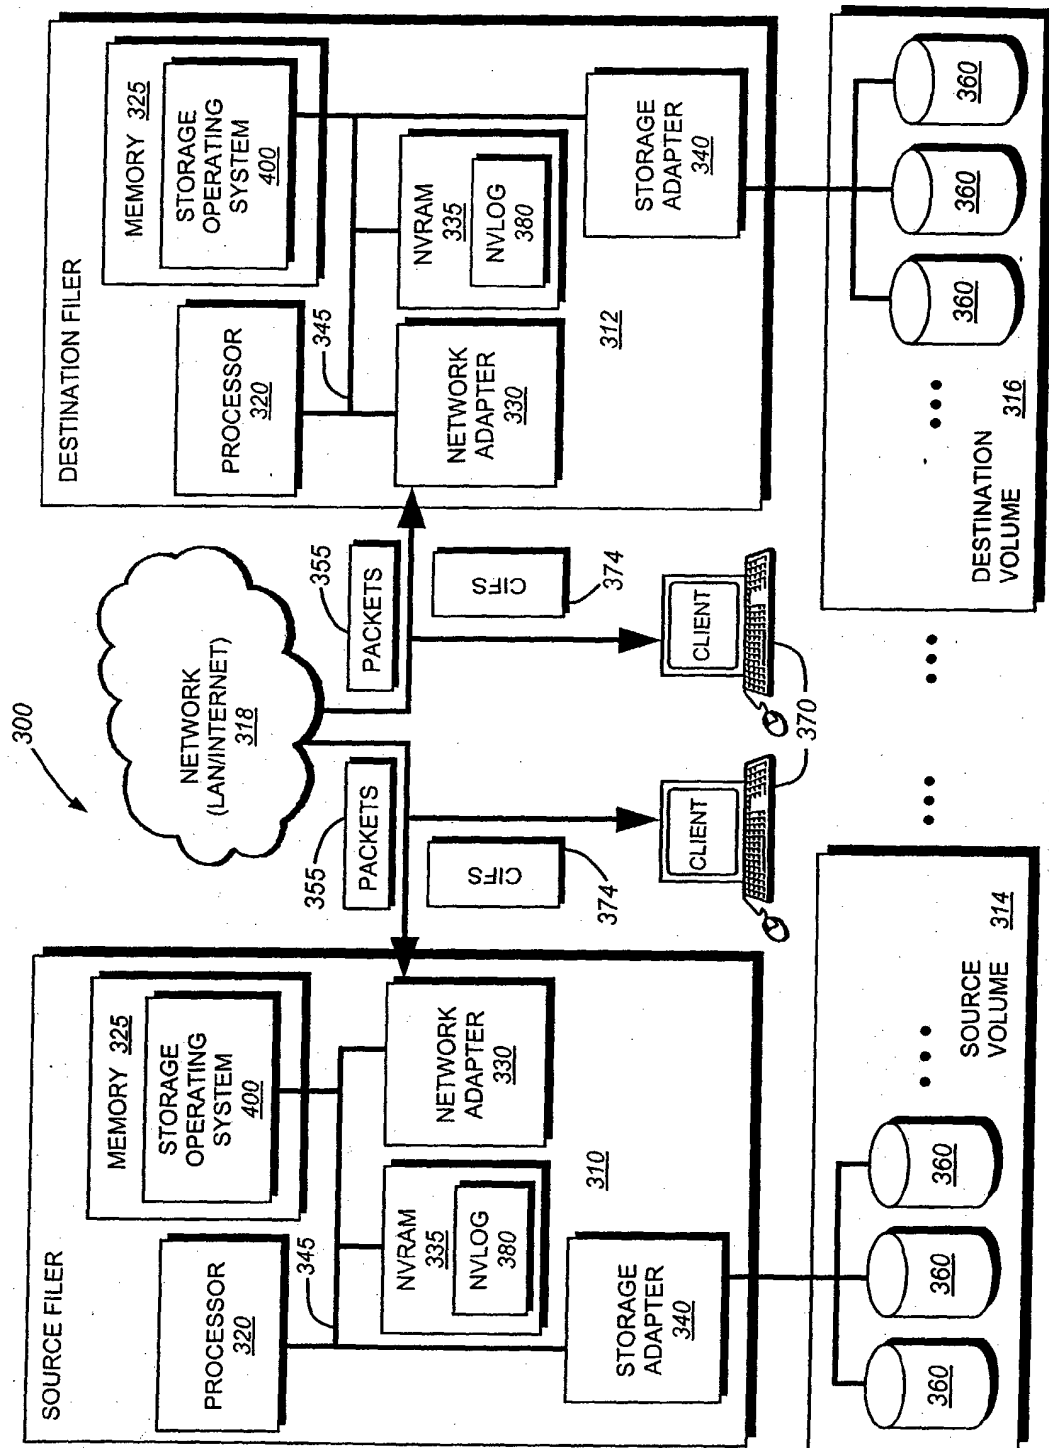 300
SOURCE FILER
PROCESSOR
320
MEMORY 325
STORAGE
OPERATING
SYSTEM
400
345
NVRAM
335
NVLOG
380
NETWORK
ADAPTER
330
STORAGE
ADAPTER
340
310
NETWORK
(LAN/INTERNET)
318
355
PACKETS
355
PACKETS
CIFS
374
CIFS
374
CLIENT
CLIENT
370
DESTINATION FILER
PROCESSOR
320
MEMORY 325
STORAGE
OPERATING
SYSTEM
400
345
NETWORK
ADAPTER
330
NVRAM
335
NVLOG
380
STORAGE
ADAPTER
340
312
360
360
360
SOURCE
VOLUME 314
DESTINATION
VOLUME 316
360
360
360